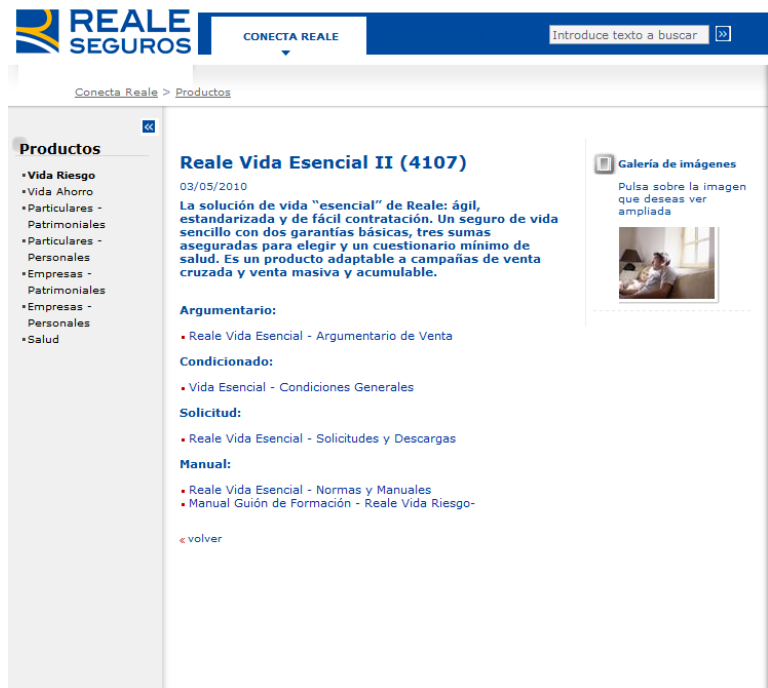 REALE
SEGUROS
CONECTA REALE
Introduce texto a buscar
Conecta Reale > Productos
Productos
Vida Riesgo
Vida Ahorro
Particulares -
Patrimoniales
Particulares -
Personales
Empresas -
Patrimoniales
Empresas -
Personales
Salud
Reale Vida Esencial II (4107)
03/05/2010
La solución de vida “esencial” de Reale: ágil,
estandarizada y de fácil contratación. Un seguro de vida
sencillo con dos garantías básicas, tres sumas
aseguradas para elegir y un cuestionario mínimo de
salud. Es un producto adaptable a campañas de venta
cruzada y venta masiva y acumulable.
Argumentario:
Reale Vida Esencial - Argumentario de Venta
Condicionado:
Vida Esencial - Condiciones Generales
Solicitud:
Reale Vida Esencial - Solicitudes y Descargas
Manual:
Reale Vida Esencial - Normas y Manuales
Manual Guión de Formación - Reale Vida Riesgo-
« volver
Galería de imágenes
Pulsa sobre la imagen
que deseas ver
ampliada